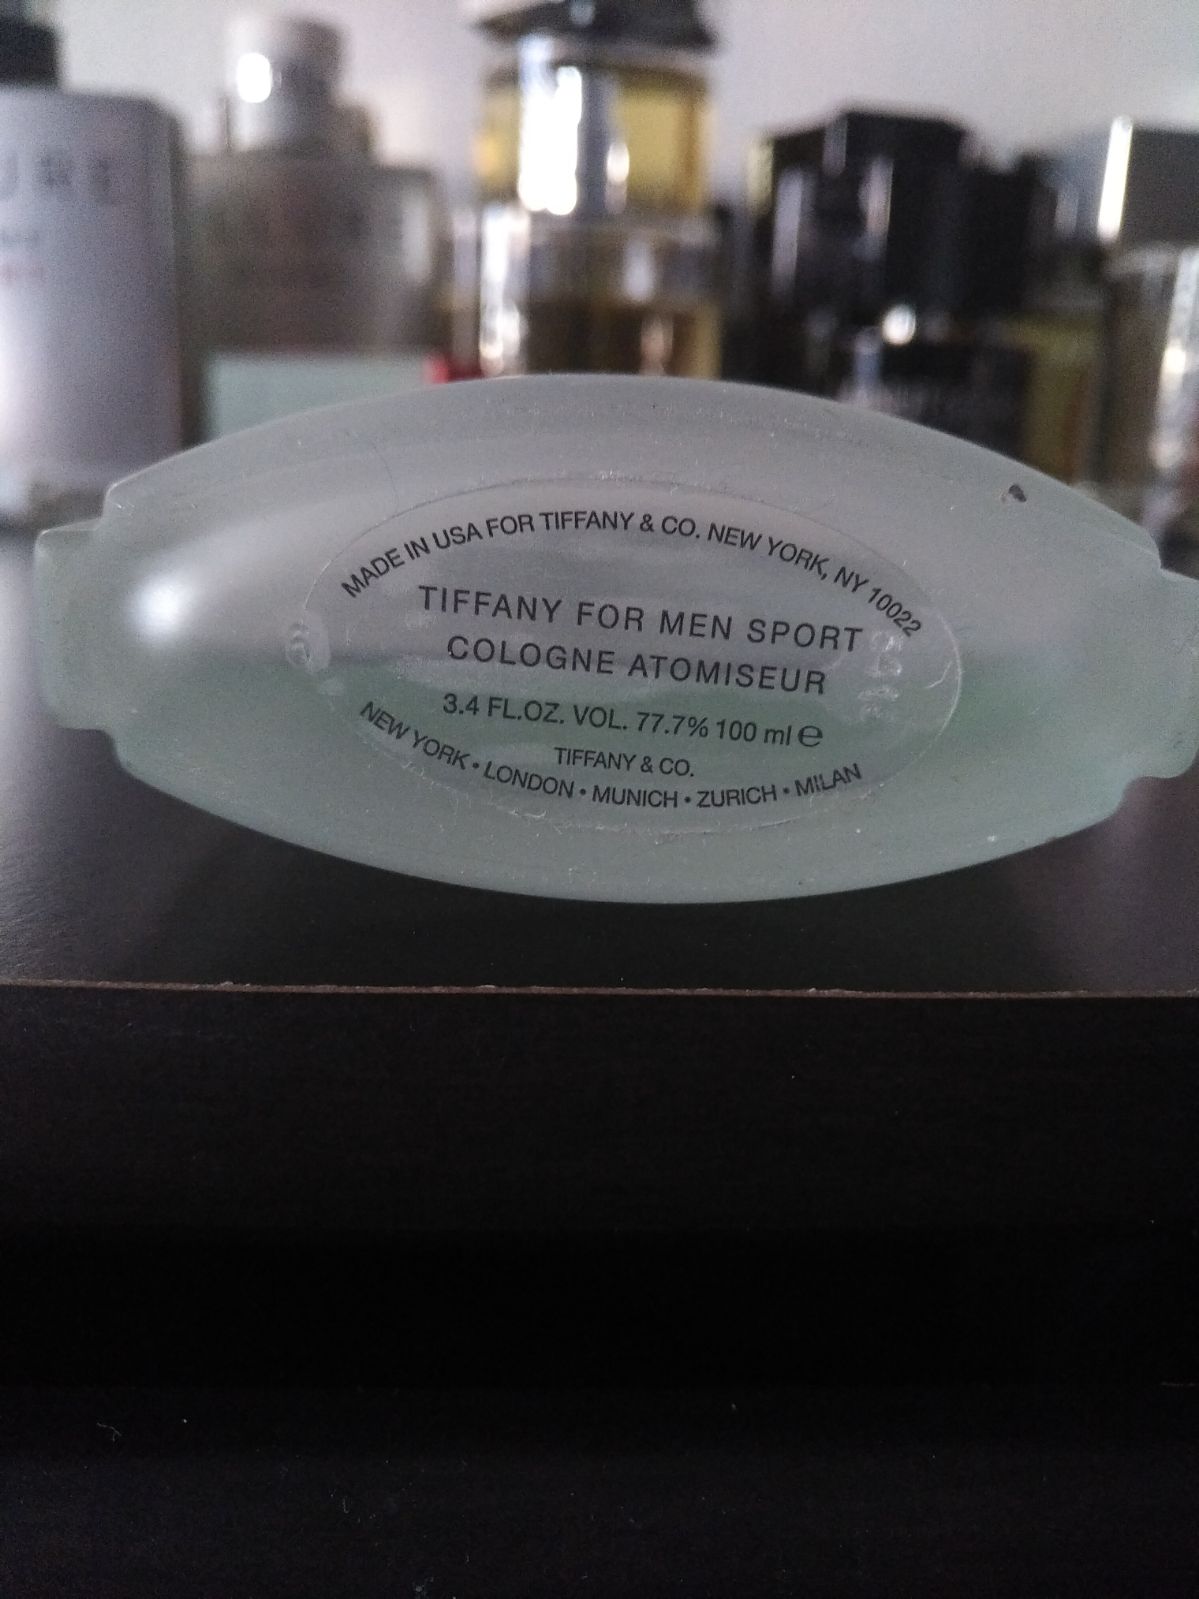 MADE IN USA FOR TIFFANY & CO. NEW YORK, NY 10022
TIFFANY FOR MEN SPORT
COLOGNE ATOMISEUR
3.4 FL.OZ. VOL. 77.7% 100 ml ℮
TIFFANY & CO.
NEW YORK • LONDON • MUNICH • ZURICH • MILAN